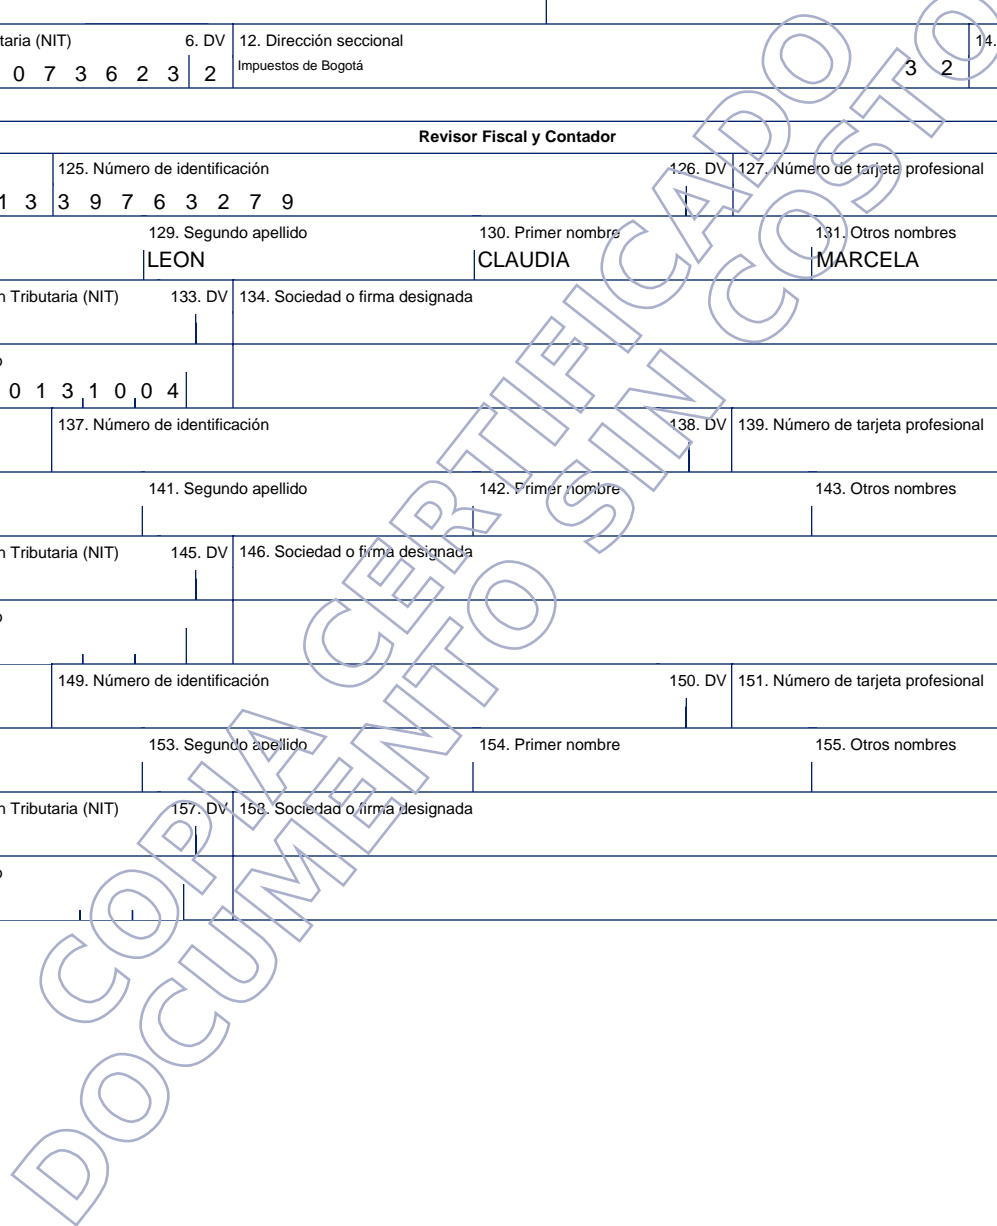 taria (NIT) 6. DV 12. Dirección seccional 14.
0 7 3 6 2 3 2 Impuestos de Bogotá 3 2
Revisor Fiscal y Contador
125. Número de identificación 126. DV 127. Número de tarjeta profesional
1 3 3 9 7 6 3 2 7 9
129. Segundo apellido 130. Primer nombre 131. Otros nombres
LEON CLAUDIA MARCELA
n Tributaria (NIT) 133. DV 134. Sociedad o firma designada
o
0 1 3 1 0 0 4
137. Número de identificación 138. DV 139. Número de tarjeta profesional
141. Segundo apellido 142. Primer nombre 143. Otros nombres
n Tributaria (NIT) 145. DV 146. Sociedad o firma designada
o
149. Número de identificación 150. DV 151. Número de tarjeta profesional
153. Segundo apellido 154. Primer nombre 155. Otros nombres
n Tributaria (NIT) 157. DV 158. Sociedad o firma designada
o
COPIA CERTIFICADO
DOCUMENTO SIN COSTO